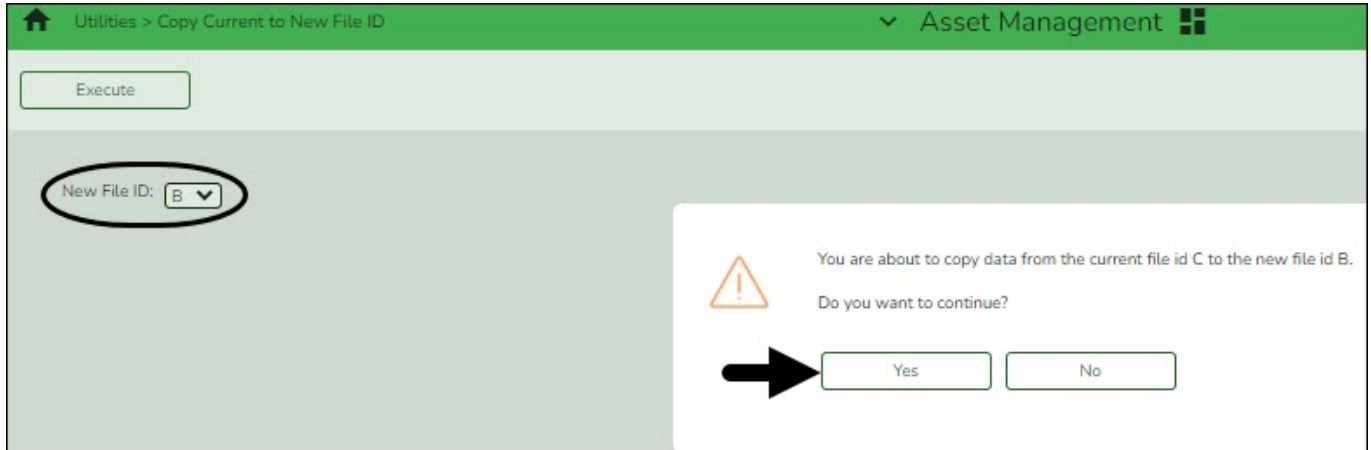 Utilities > Copy Current to New File ID
Asset Management
Execute
New File ID: B
You are about to copy data from the current file id C to the new file id B.
Do you want to continue?
Yes No